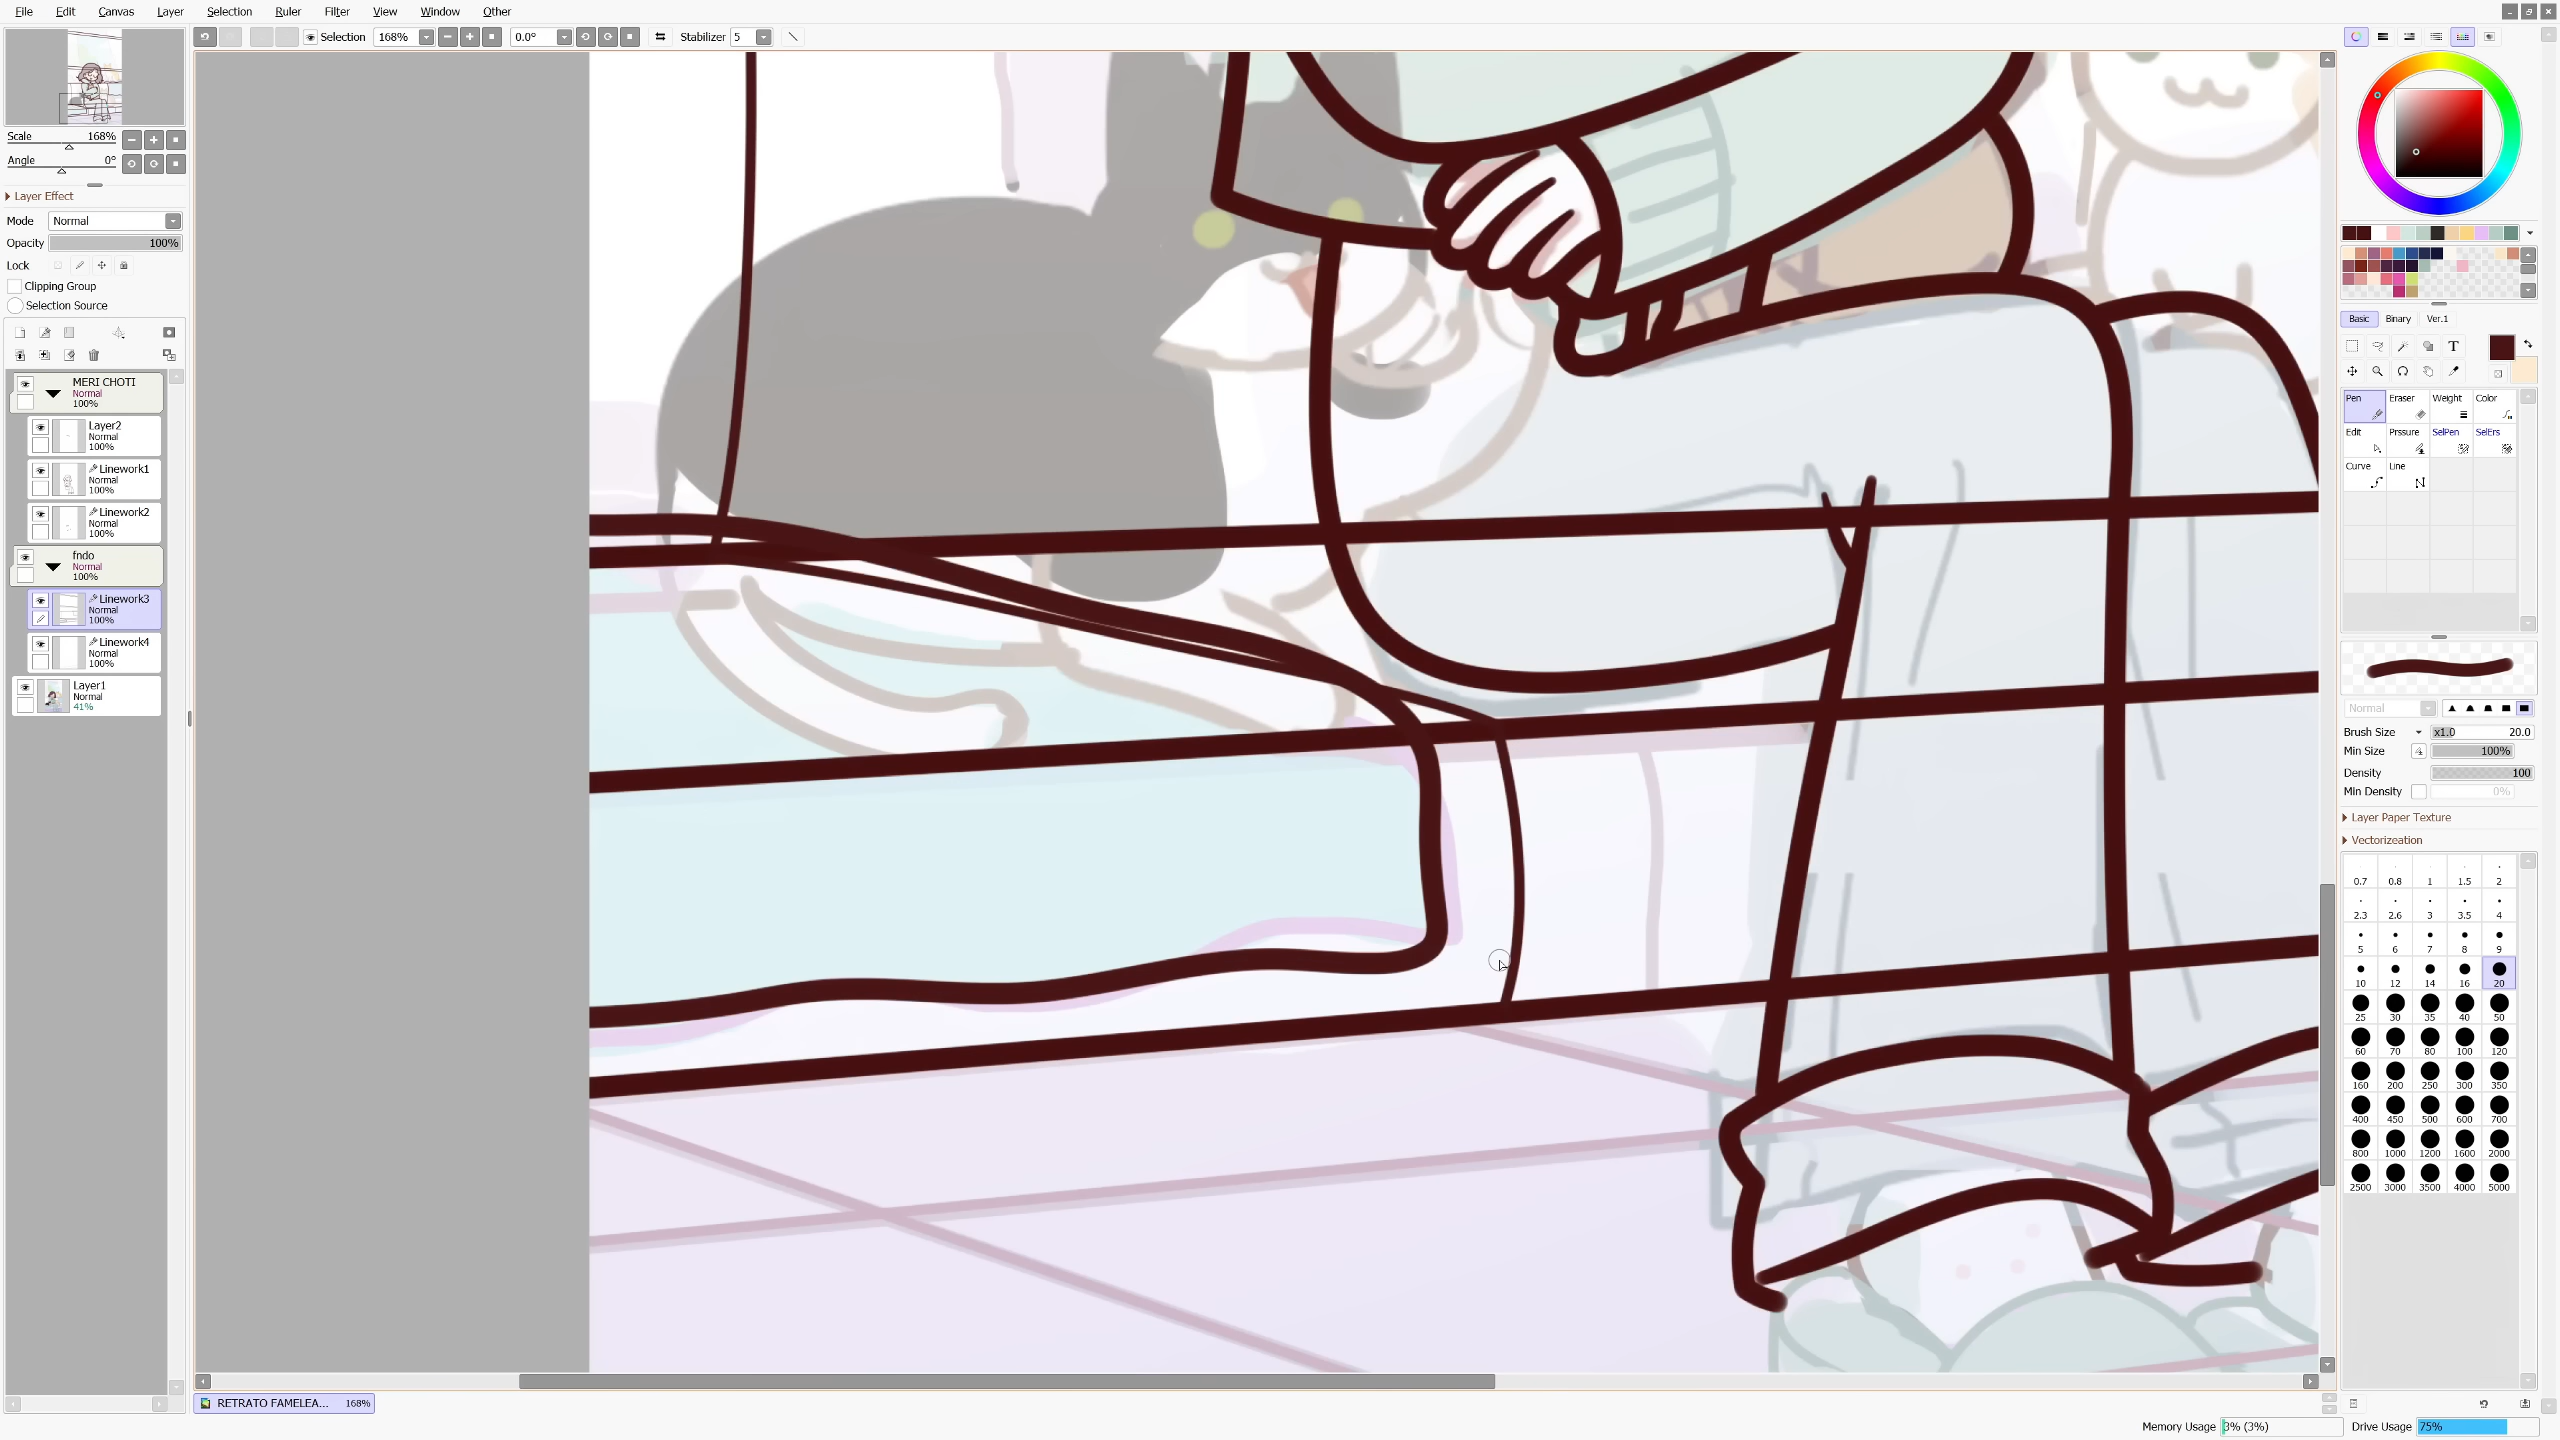 File Edit Canvas Layer Selection Ruler Filter View Window Other
Selection 168% 0.0° Stabilizer 5
Scale 168%
Angle 0°
Layer Effect
Mode Normal
Opacity 100%
Lock
Clipping Group
Selection Source
MERI CHOTI
Normal
100%
Layer2
Normal
100%
Linework1
Normal
100%
Linework2
Normal
100%
fndo
Normal
100%
Linework3
Normal
100%
Linework4
Normal
100%
Layer1
Normal
41%
Basic Binary Ver.1
T
Pen Eraser Weight Color
Edit Prssure SelPen SelErs
Curve Line
Normal
Brush Size x1.0 20.0
Min Size 100%
Density 100
Min Density 0%
Layer Paper Texture
Vectorizeation
0.7 0.8 1 1.5 2
2.3 2.6 3 3.5 4
5 6 7 8 9
10 12 14 16 20
25 30 35 40 50
60 70 80 100 120
160 200 250 300 350
400 450 500 600 700
800 1000 1200 1600 2000
2500 3000 3500 4000 5000
RETRATO FAMELEA... 168%
Memory Usage 3% (3%) Drive Usage 75%